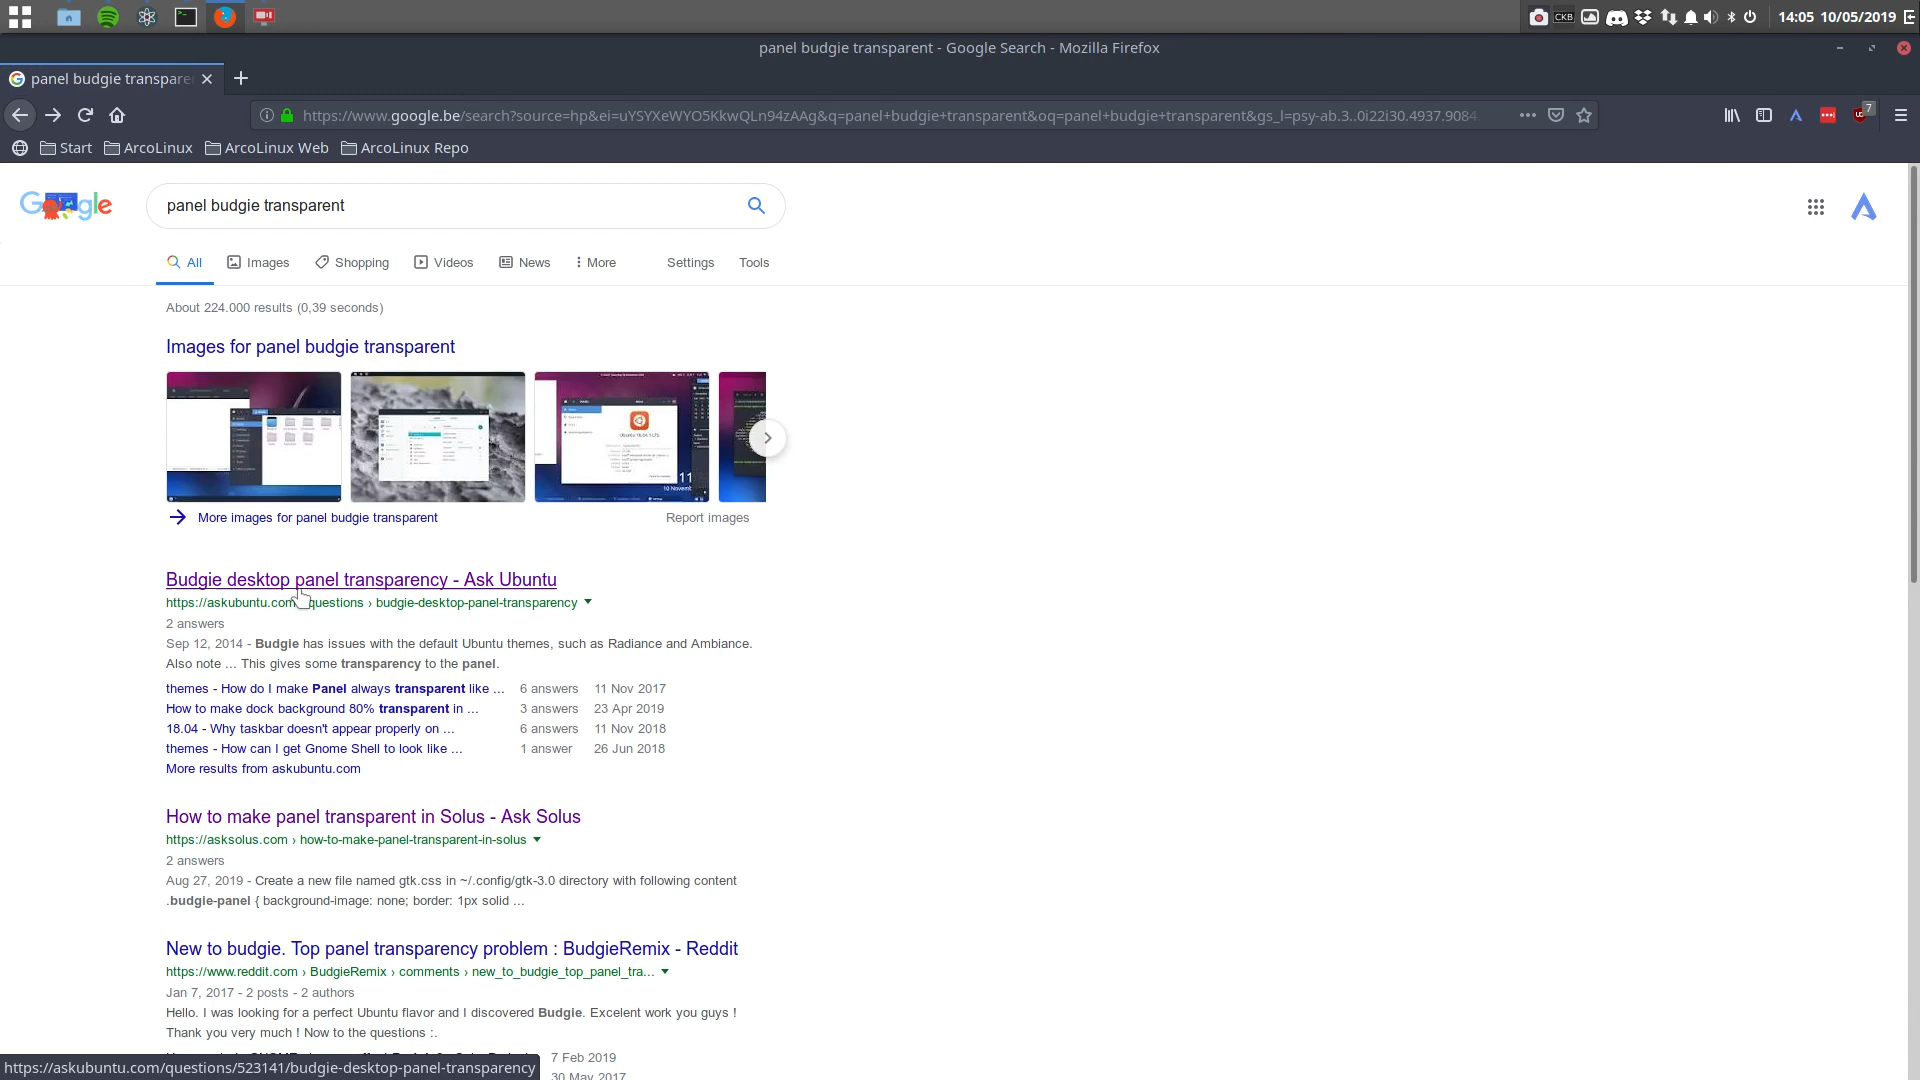 CKB
14:05 10/05/2019
panel budgie transparent - Google Search - Mozilla Firefox
panel budgie transpare
https://www.google.be/search?source=hp&ei=uYSYXeWYO5KkwQLn94zAAg&q=panel+budgie+transparent&oq=panel+budgie+transparent&gs_l=psy-ab.3..0i22i30.4937.9084
7
Start ArcoLinux ArcoLinux Web ArcoLinux Repo
Google
panel budgie transparent
All Images Shopping Videos News More Settings Tools
About 224.000 results (0,39 seconds)
Images for panel budgie transparent
More images for panel budgie transparent Report images
Budgie desktop panel transparency - Ask Ubuntu
https://askubuntu.com questions › budgie-desktop-panel-transparency
2 answers
Sep 12, 2014 - Budgie has issues with the default Ubuntu themes, such as Radiance and Ambiance.
Also note ... This gives some transparency to the panel.
themes - How do I make Panel always transparent like ... 6 answers 11 Nov 2017
How to make dock background 80% transparent in ... 3 answers 23 Apr 2019
18.04 - Why taskbar doesn't appear properly on ... 6 answers 11 Nov 2018
themes - How can I get Gnome Shell to look like ... 1 answer 26 Jun 2018
More results from askubuntu.com
How to make panel transparent in Solus - Ask Solus
https://asksolus.com › how-to-make-panel-transparent-in-solus
2 answers
Aug 27, 2019 - Create a new file named gtk.css in ~/.config/gtk-3.0 directory with following content
.budgie-panel { background-image: none; border: 1px solid ...
New to budgie. Top panel transparency problem : BudgieRemix - Reddit
https://www.reddit.com › BudgieRemix › comments › new_to_budgie_top_panel_tra...
Jan 7, 2017 - 2 posts - 2 authors
Hello. I was looking for a perfect Ubuntu flavor and I discovered Budgie. Excelent work you guys !
Thank you very much ! Now to the questions :.
7 Feb 2019
30 May 2017
https://askubuntu.com/questions/523141/budgie-desktop-panel-transparency